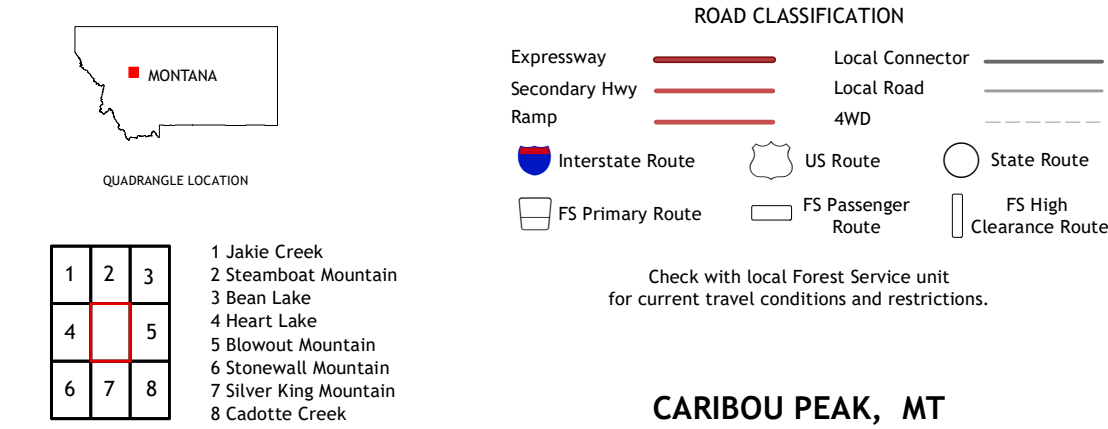 MONTANA
QUADRANGLE LOCATION
1 2 3
4 5
6 7 8
1 Jakie Creek
2 Steamboat Mountain
3 Bean Lake
4 Heart Lake
5 Blowout Mountain
6 Stonewall Mountain
7 Silver King Mountain
8 Cadotte Creek
ROAD CLASSIFICATION
Expressway
Local Connector
Secondary Hwy
Local Road
Ramp
4WD
Interstate Route
US Route
State Route
FS Primary Route
FS Passenger
Route
FS High
Clearance Route
Check with local Forest Service unit
for current travel conditions and restrictions.
CARIBOU PEAK, MT